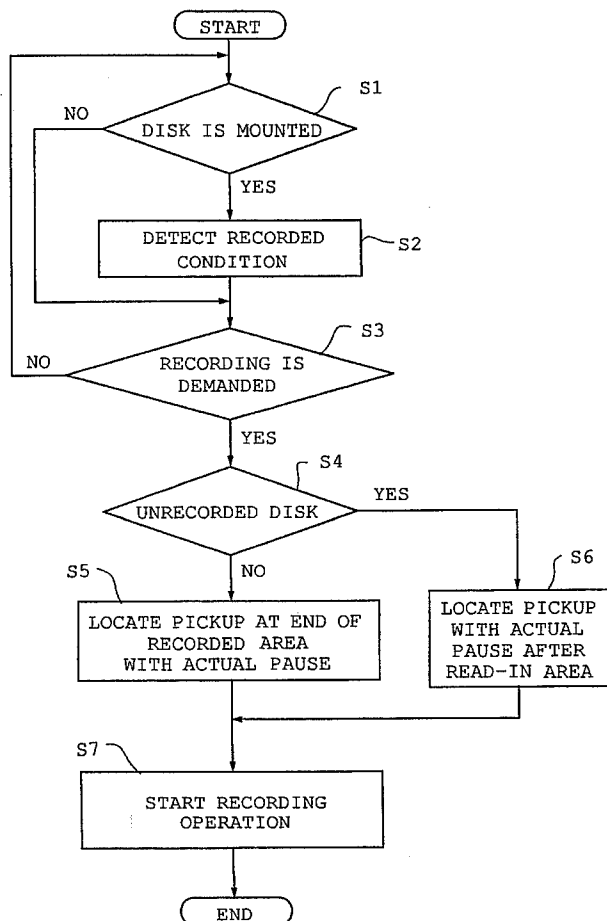 START
S1
NO
DISK IS MOUNTED
YES
DETECT RECORDED
CONDITION
S2
S3
NO
RECORDING IS
DEMANDED
YES
S4
YES
UNRECORDED DISK
NO
S5
S6
LOCATE PICKUP AT END OF
RECORDED AREA
WITH ACTUAL PAUSE
LOCATE PICKUP
WITH ACTUAL
PAUSE AFTER
READ-IN AREA
S7
START RECORDING
OPERATION
END